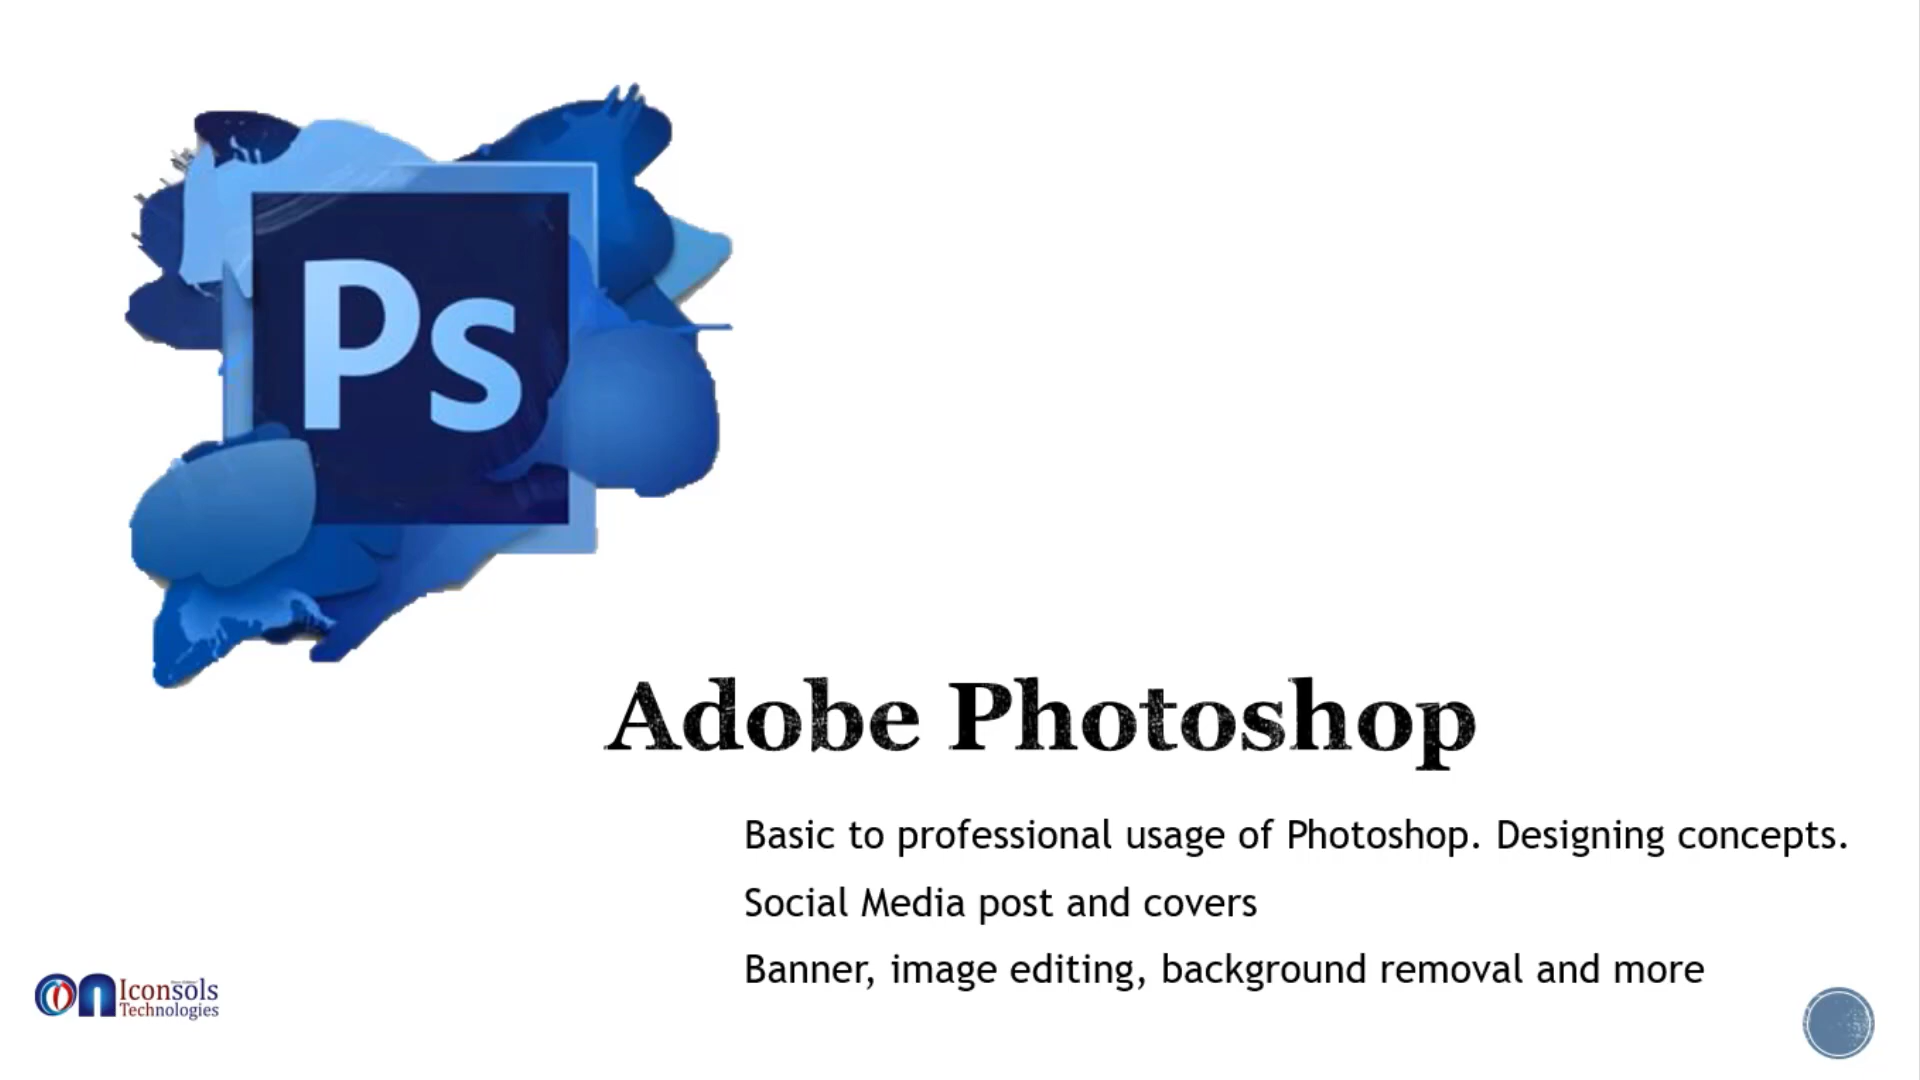 Ps
Adobe Photoshop
Basic to professional usage of Photoshop. Designing concepts.
Social Media post and covers
Banner, image editing, background removal and more
Iconsols
Technologies